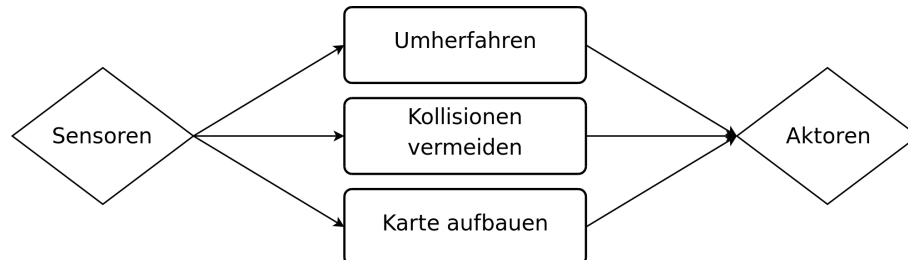 Umherfahren
Sensoren
Kollisionen
vermeiden
Aktoren
Karte aufbauen